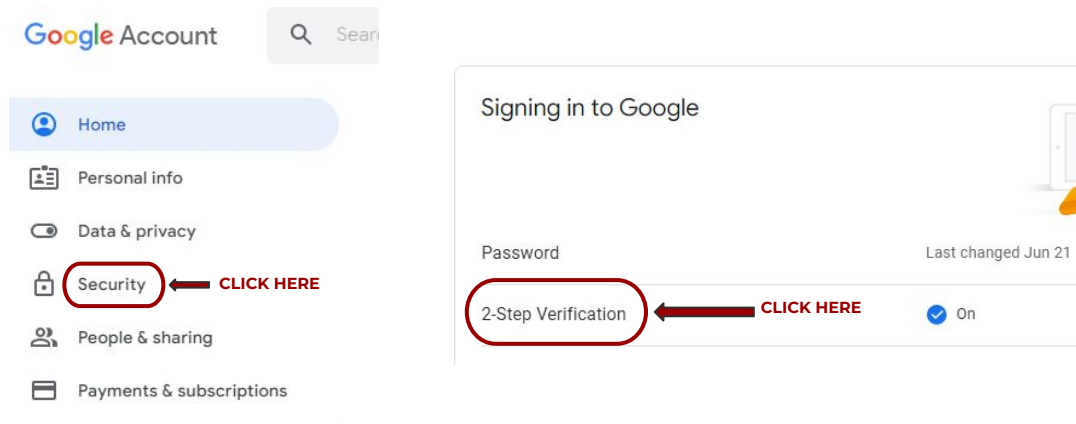 Google Account
Home
Personal info
Data & privacy
Security
CLICK HERE
People & sharing
Payments & subscriptions
Signing in to Google
Password
Last changed Jun 21
2-Step Verification
CLICK HERE
On